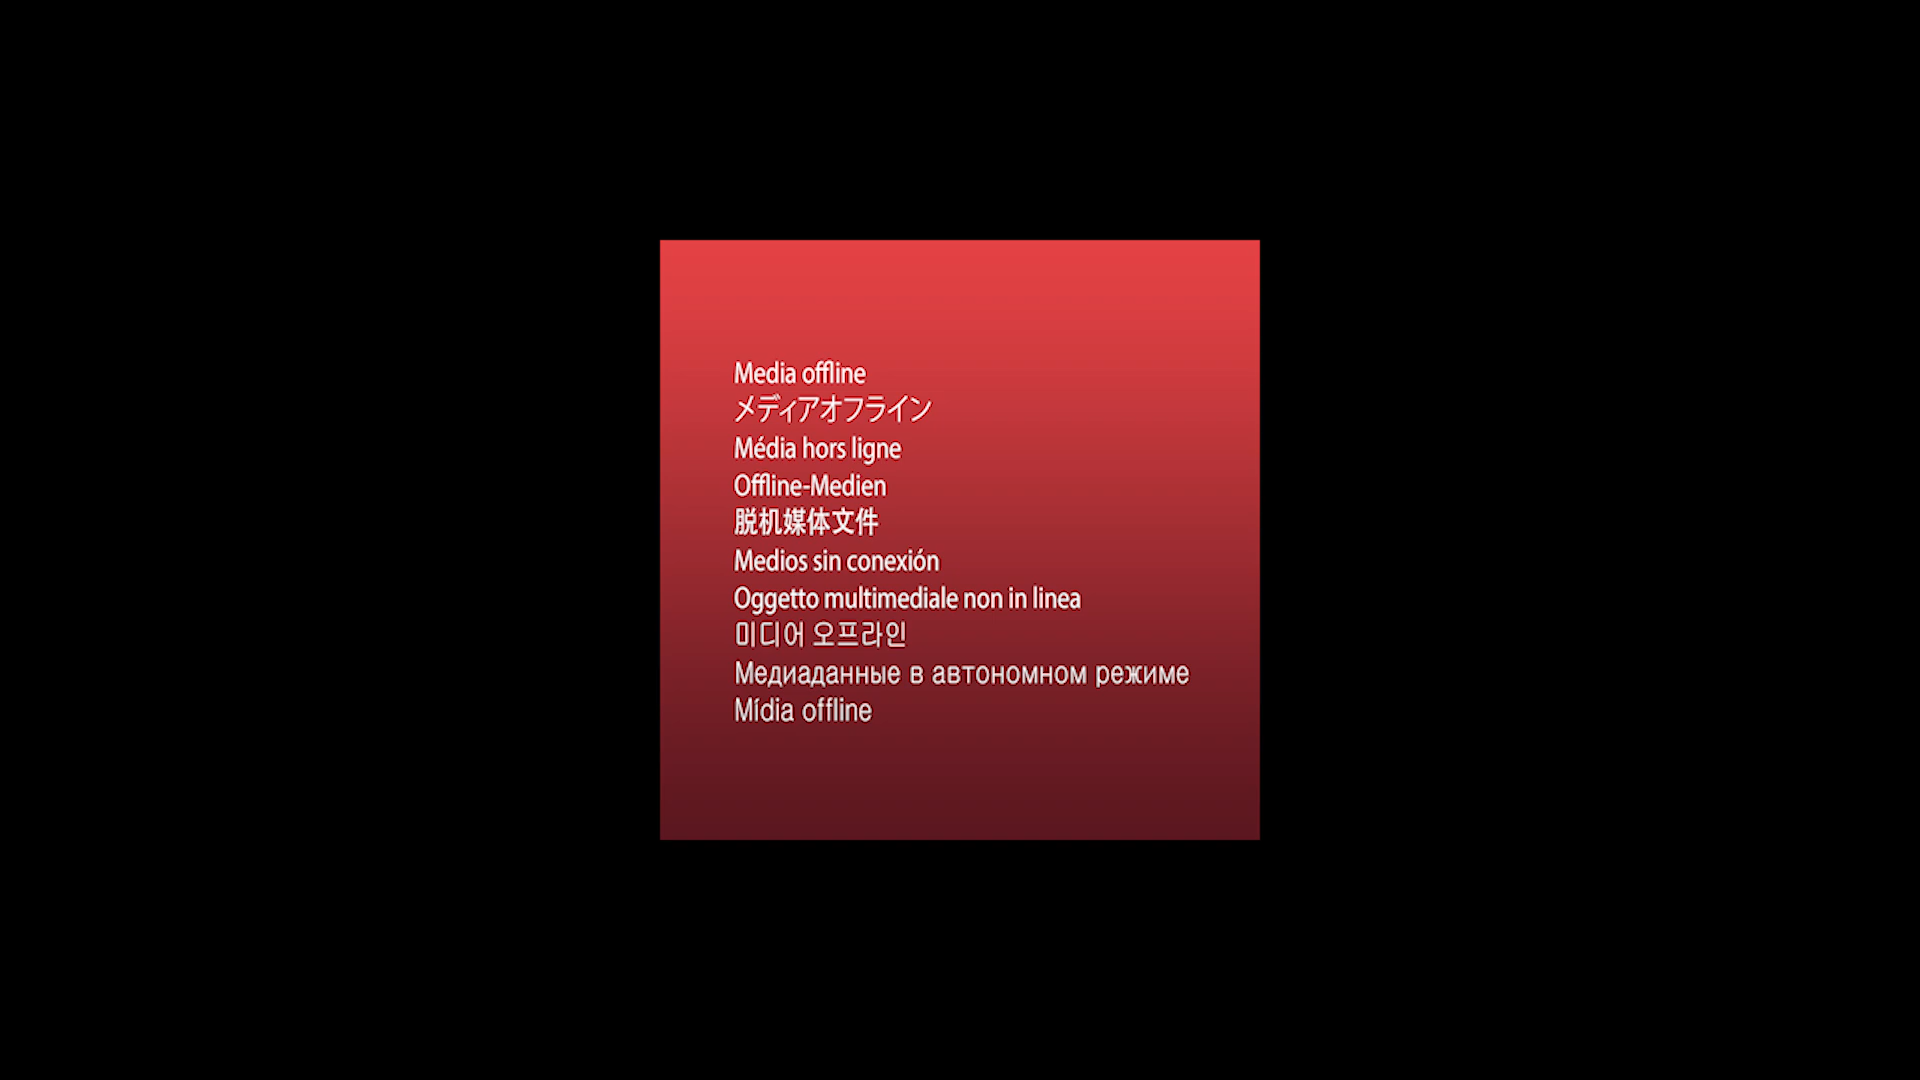 Media offline
メディアオフライン
Média hors ligne
Offline-Medien
脱机媒体文件
Medios sin conexión
Oggetto multimediale non in linea
미디어 오프라인
Медиаданные в автономном режиме
Mídia offline